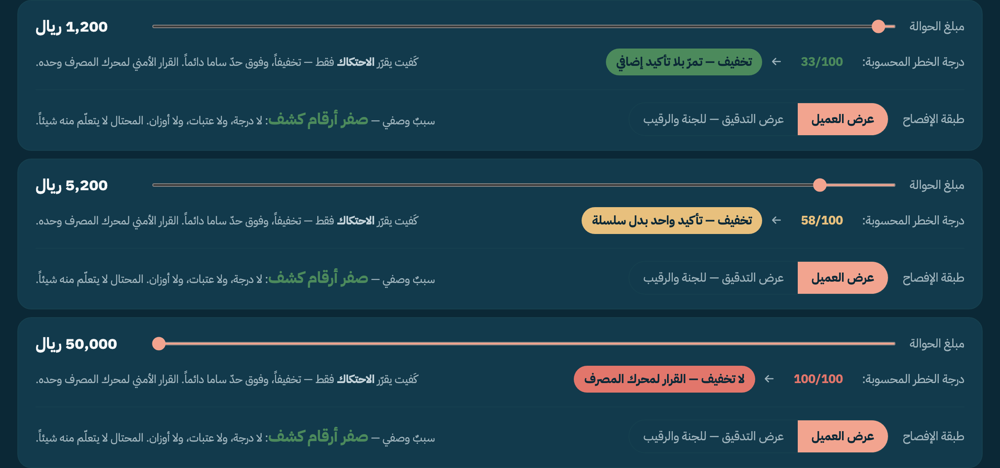 مبلغ الحوالة 1,200 ريال
درجة الخطر المحسوبة: 33/100 ← تخفيف — تمرّ بلا تأكيد إضافي كَفيت يقرّر الاحتكاك فقط — تخفيفاً، وفوق حدّ ساما دائماً. القرار الأمني لمحرك المصرف وحده.
طبقة الإفصاح عرض العميل عرض التدقيق — للجنة والرقيب سببٌ وصفي — صفر أرقام كشف: لا درجة، ولا عتبات، ولا أوزان. المحتال لا يتعلّم منه شيئاً.
مبلغ الحوالة 5,200 ريال
درجة الخطر المحسوبة: 58/100 ← تخفيف — تأكيد واحد بدل سلسلة كَفيت يقرّر الاحتكاك فقط — تخفيفاً، وفوق حدّ ساما دائماً. القرار الأمني لمحرك المصرف وحده.
طبقة الإفصاح عرض العميل عرض التدقيق — للجنة والرقيب سببٌ وصفي — صفر أرقام كشف: لا درجة، ولا عتبات، ولا أوزان. المحتال لا يتعلّم منه شيئاً.
مبلغ الحوالة 50,000 ريال
درجة الخطر المحسوبة: 100/100 ← لا تخفيف — القرار لمحرك المصرف كَفيت يقرّر الاحتكاك فقط — تخفيفاً، وفوق حدّ ساما دائماً. القرار الأمني لمحرك المصرف وحده.
طبقة الإفصاح عرض العميل عرض التدقيق — للجنة والرقيب سببٌ وصفي — صفر أرقام كشف: لا درجة، ولا عتبات، ولا أوزان. المحتال لا يتعلّم منه شيئاً.